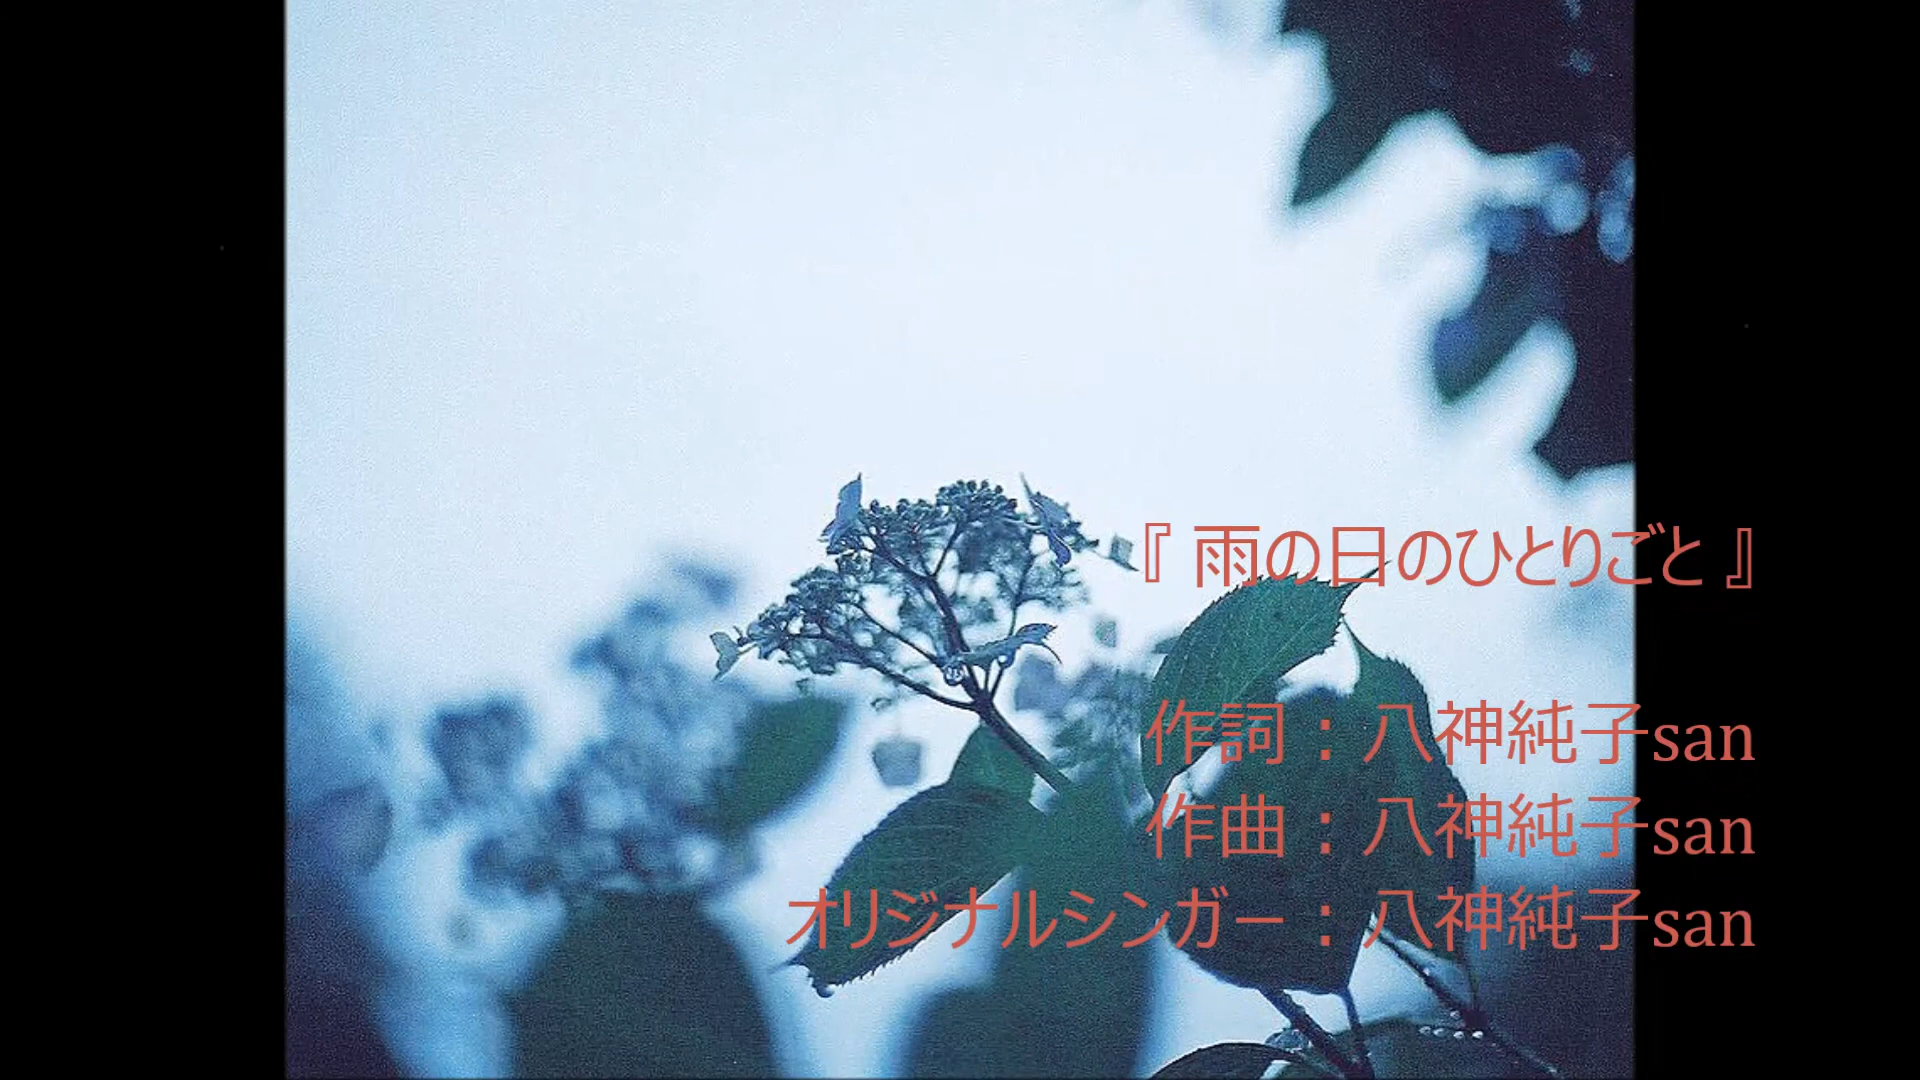 『 雨の日のひとりごと 』
作詞：八神純子san
作曲：八神純子san
オリジナルシンガー：八神純子san